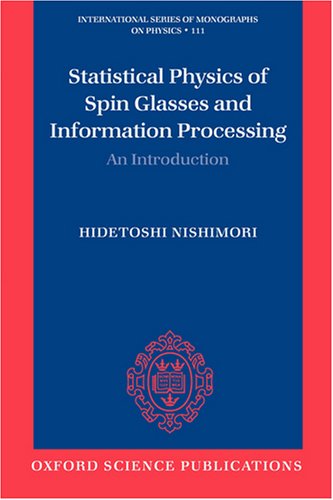 INTERNATIONAL SERIES OF MONOGRAPHS
ON PHYSICS • 111
Statistical Physics of
Spin Glasses and
Information Processing
An Introduction
HIDETOSHI NISHIMORI
OXFORD SCIENCE PUBLICATIONS